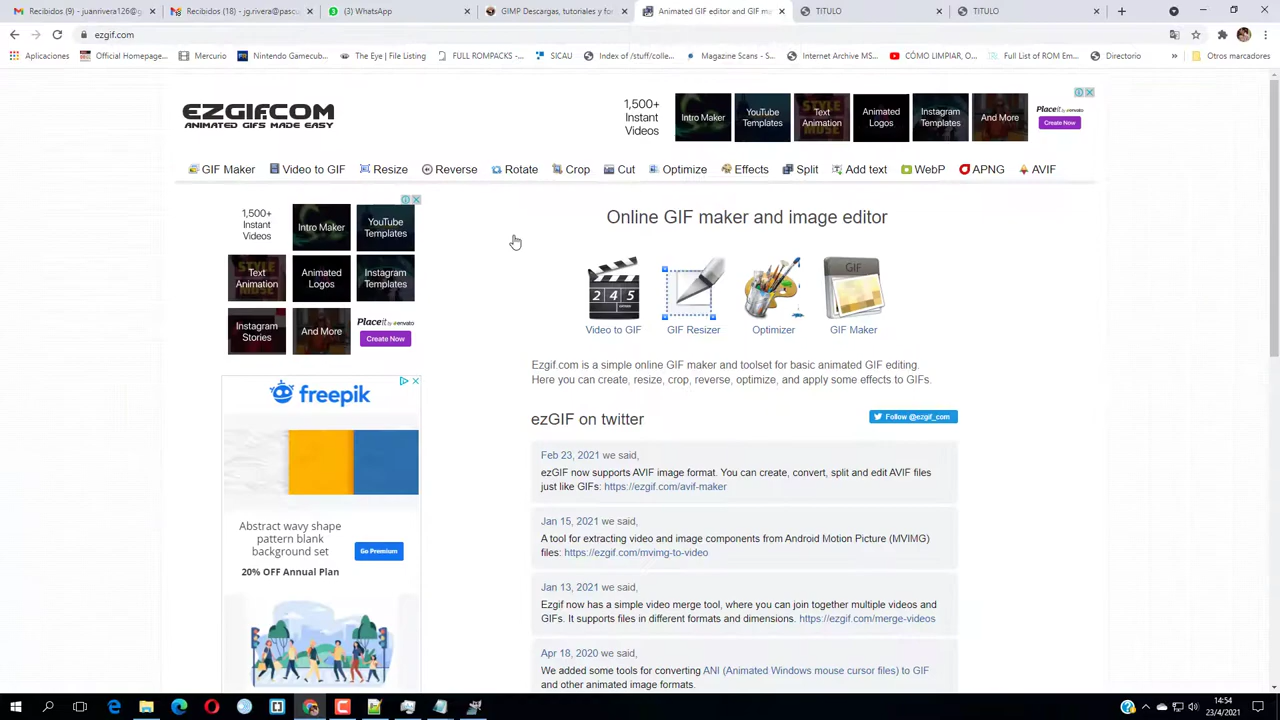 Recibidos (4) - juanrivera126@g
Recibidos (18) - jgrivera@pascu
(3) WhatsApp
GIMP Descargas, tutoriales y for
Animated GIF editor and GIF m
TITULO
TITULO
ezgif.com
Aplicaciones
Official Homepage...
Mercurio
Nintendo Gamecub...
The Eye | File Listing
FULL ROMPACKS -...
SICAU
Index of /stuff/colle...
Magazine Scans - S...
Internet Archive MS...
CÓMO LIMPIAR, O...
Full List of ROM Em...
Directorio
Otros marcadores
EZGIF.COM
ANIMATED GIFS MADE EASY
1,500+
Instant
Videos
Intro Maker
YouTube
Templates
Text
Animation
Animated
Logos
Instagram
Templates
And More
Placeit by envato
Create Now
GIF Maker
Video to GIF
Resize
Reverse
Rotate
Crop
Cut
Optimize
Effects
Split
Add text
WebP
APNG
AVIF
1,500+
Instant
Videos
Intro Maker
YouTube
Templates
Text
Animation
Animated
Logos
Instagram
Templates
Instagram
Stories
And More
Placeit by envato
Create Now
freepik
Abstract wavy shape
pattern blank
background set
Go Premium
20% OFF Annual Plan
Online GIF maker and image editor
2 4 5
GIF
Video to GIF
GIF Resizer
Optimizer
GIF Maker
Ezgif.com is a simple online GIF maker and toolset for basic animated GIF editing.
Here you can create, resize, crop, reverse, optimize, and apply some effects to GIFs.
ezGIF on twitter
Follow @ezgif_com
Feb 23, 2021 we said,
ezGIF now supports AVIF image format. You can create, convert, split and edit AVIF files
just like GIFs: https://ezgif.com/avif-maker
Jan 15, 2021 we said,
A tool for extracting video and image components from Android Motion Picture (MVIMG)
files: https://ezgif.com/mvimg-to-video
Jan 13, 2021 we said,
Ezgif now has a simple video merge tool, where you can join together multiple videos and
GIFs. It supports files in different formats and dimensions. https://ezgif.com/merge-videos
Apr 18, 2020 we said,
We added some tools for converting ANI (Animated Windows mouse cursor files) to GIF
and other animated image formats.
14:54
23/4/2021